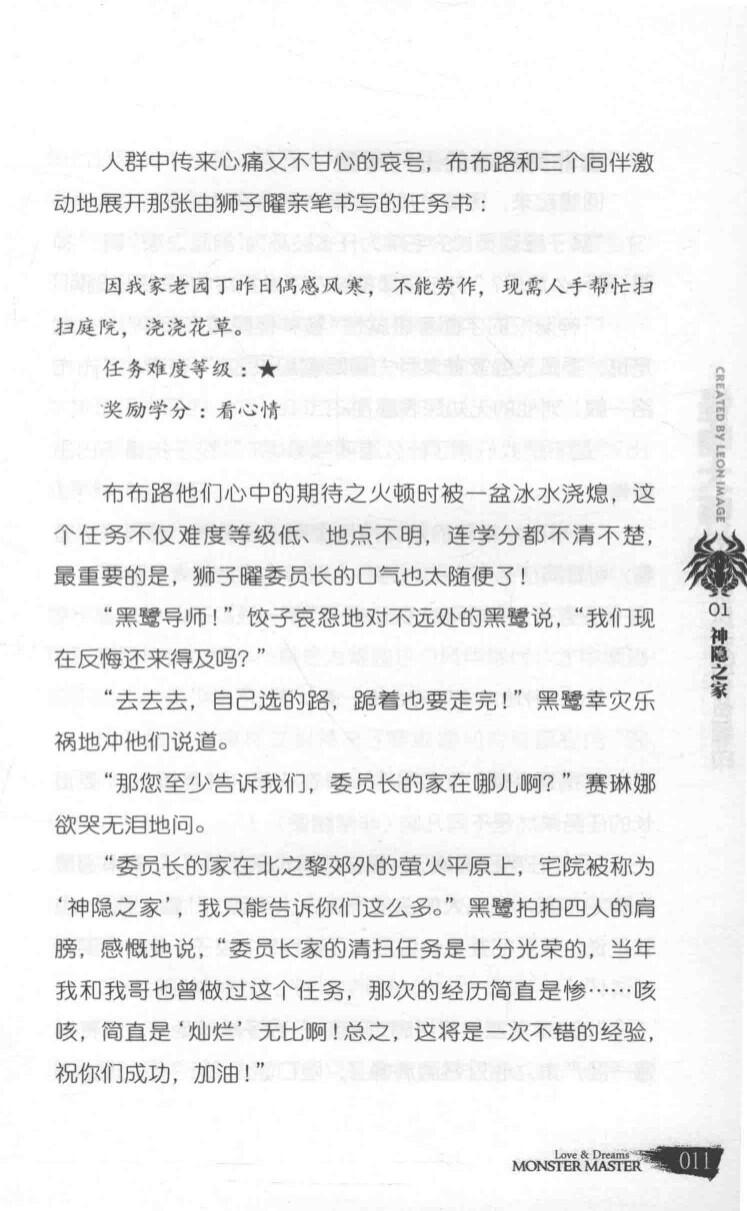 人群中传来心痛又不甘心的哀号，布布路和三个同伴激
动地展开那张由狮子曜亲笔书写的任务书：
因我家老园丁昨日偶感风寒，不能劳作，现需人手帮忙扫
扫庭院，浇浇花草。
任务难度等级：★
奖励学分：看心情
布布路他们心中的期待之火顿时被一盆冰水浇熄，这
个任务不仅难度等级低、地点不明，连学分都不清不楚，
最重要的是，狮子曜委员长的口气也太随便了！
“黑鹭导师！”饺子哀怨地对不远处的黑鹭说，“我们现
在反悔还来得及吗？”
“去去去，自己选的路，跪着也要走完！”黑鹭幸灾乐
祸地冲他们说道。
“那您至少告诉我们，委员长的家在哪儿啊？”赛琳娜
欲哭无泪地问。
“委员长的家在北之黎郊外的萤火平原上，宅院被称为
‘神隐之家’，我只能告诉你们这么多。”黑鹭拍拍四人的肩
膀，感慨地说，“委员长家的清扫任务是十分光荣的，当年
我和我哥也曾做过这个任务，那次的经历简直是惨……咳
咳，简直是‘灿烂’无比啊！总之，这将是一次不错的经验，
祝你们成功，加油！”
CREATED BY LEON IMAGE
01 神隐之家
Love & Dreams
MONSTER MASTER
011